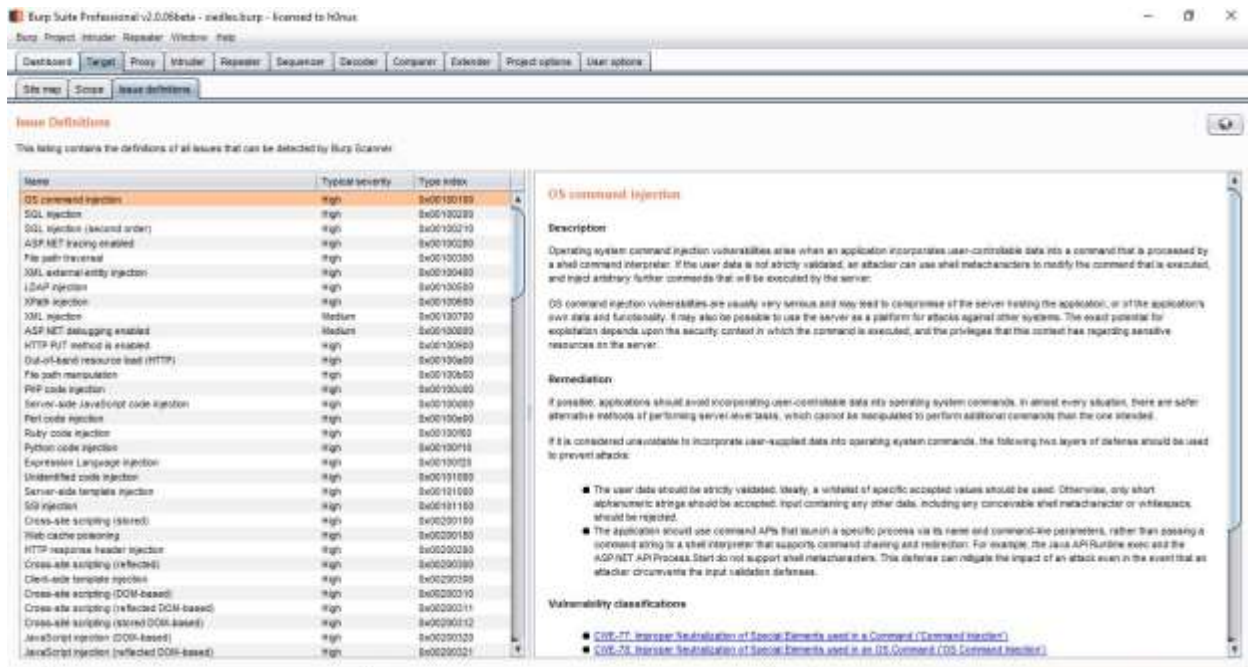 Burp Suite Professional v2.0.05beta - siedles.burp - licensed to h0nus
Burp Project Intruder Repeater Window Help
Dashboard Target Proxy Intruder Repeater Sequencer Decoder Comparer Extender Project options User options
Site map Scope Issue definitions
Issue Definitions
This listing contains the definitions of all issues that can be detected by Burp Scanner.
Name Typical severity Type index
OS command injection High 0x00100100
SQL injection High 0x00100200
SQL injection (second order) High 0x00100210
ASP.NET tracing enabled High 0x00100280
File path traversal High 0x00100300
XML external entity injection High 0x00100400
LDAP injection High 0x00100500
XPath injection High 0x00100600
XML injection Medium 0x00100700
ASP.NET debugging enabled Medium 0x00100800
HTTP PUT method is enabled High 0x00100900
Out-of-band resource load (HTTP) High 0x00100a00
File path manipulation High 0x00100b00
PHP code injection High 0x00100c00
Server-side JavaScript code injection High 0x00100d00
Perl code injection High 0x00100e00
Ruby code injection High 0x00100f00
Python code injection High 0x00100f10
Expression Language injection High 0x00100f20
Unidentified code injection High 0x00101000
Server-side template injection High 0x00101080
SSI injection High 0x00101100
Cross-site scripting (stored) High 0x00200100
Web cache poisoning High 0x00200180
HTTP response header injection High 0x00200200
Cross-site scripting (reflected) High 0x00200300
Client-side template injection High 0x00200308
Cross-site scripting (DOM-based) High 0x00200310
Cross-site scripting (reflected DOM-based) High 0x00200311
Cross-site scripting (stored DOM-based) High 0x00200312
JavaScript injection (DOM-based) High 0x00200320
JavaScript injection (reflected DOM-based) High 0x00200321
OS command injection
Description
Operating system command injection vulnerabilities arise when an application incorporates user-controllable data into a command that is processed by
a shell command interpreter. If the user data is not strictly validated, an attacker can use shell metacharacters to modify the command that is executed,
and inject arbitrary further commands that will be executed by the server.
OS command injection vulnerabilities are usually very serious and may lead to compromise of the server hosting the application, or of the application's
own data and functionality. It may also be possible to use the server as a platform for attacks against other systems. The exact potential for
exploitation depends upon the security context in which the command is executed, and the privileges that this context has regarding sensitive
resources on the server.
Remediation
If possible, applications should avoid incorporating user-controllable data into operating system commands. In almost every situation, there are safer
alternative methods of performing server-level tasks, which cannot be manipulated to perform additional commands than the one intended.
If it is considered unavoidable to incorporate user-supplied data into operating system commands, the following two layers of defense should be used
to prevent attacks:
■ The user data should be strictly validated. Ideally, a whitelist of specific accepted values should be used. Otherwise, only short
alphanumeric strings should be accepted. Input containing any other data, including any conceivable shell metacharacter or whitespace,
should be rejected.
■ The application should use command APIs that launch a specific process via its name and command-line parameters, rather than passing a
command string to a shell interpreter that supports command chaining and redirection. For example, the Java API Runtime.exec and the
ASP.NET API Process.Start do not support shell metacharacters. This defense can mitigate the impact of an attack even in the event that an
attacker circumvents the input validation defenses.
Vulnerability classifications
■ CWE-77: Improper Neutralization of Special Elements used in a Command ('Command Injection')
■ CWE-78: Improper Neutralization of Special Elements used in an OS Command ('OS Command Injection')